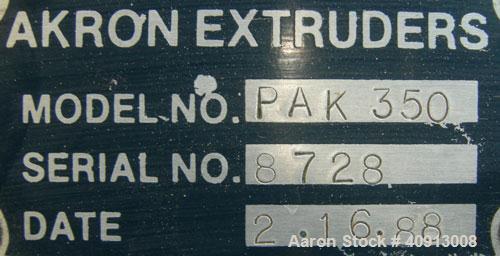 AKRON EXTRUDERS
MODEL NO. PAK 350
SERIAL NO. 8728
DATE 2.16.88
Aaron Stock # 40913008